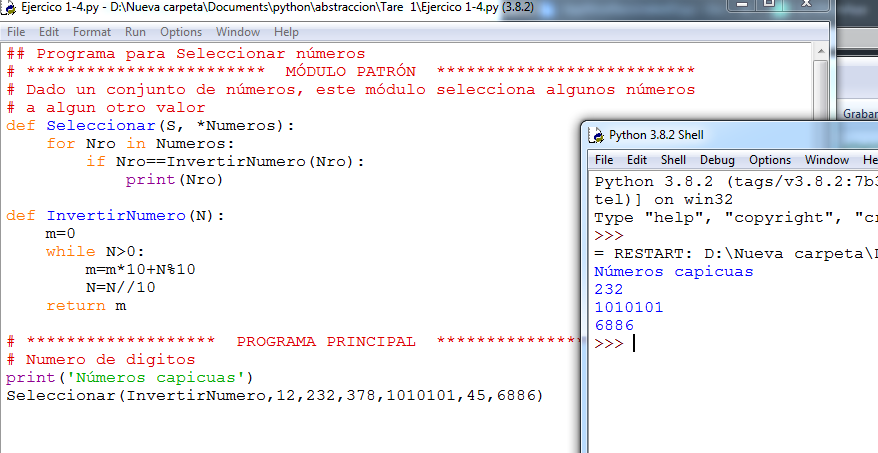 Ejercico 1-4.py - D:\Nueva carpeta\Documents\python\abstraccion\Tare 1\Ejercico 1-4.py (3.8.2)
File Edit Format Run Options Window Help
## Programa para Seleccionar números
# ************************ MÓDULO PATRÓN **************************
# Dado un conjunto de números, este módulo selecciona algunos números
# a algun otro valor
def Seleccionar(S, *Numeros):
for Nro in Numeros:
if Nro==InvertirNumero(Nro):
print(Nro)
def InvertirNumero(N):
m=0
while N>0:
m=m*10+N%10
N=N//10
return m
# ******************* PROGRAMA PRINCIPAL ***************
# Numero de digitos
print('Números capicuas')
Seleccionar(InvertirNumero,12,232,378,1010101,45,6886)
Grabar
Python 3.8.2 Shell
File Edit Shell Debug Options Window He
Python 3.8.2 (tags/v3.8.2:7b3
tel)] on win32
Type "help", "copyright", "cr
>>>
= RESTART: D:\Nueva carpeta\D
Números capicuas
232
1010101
6886
>>>